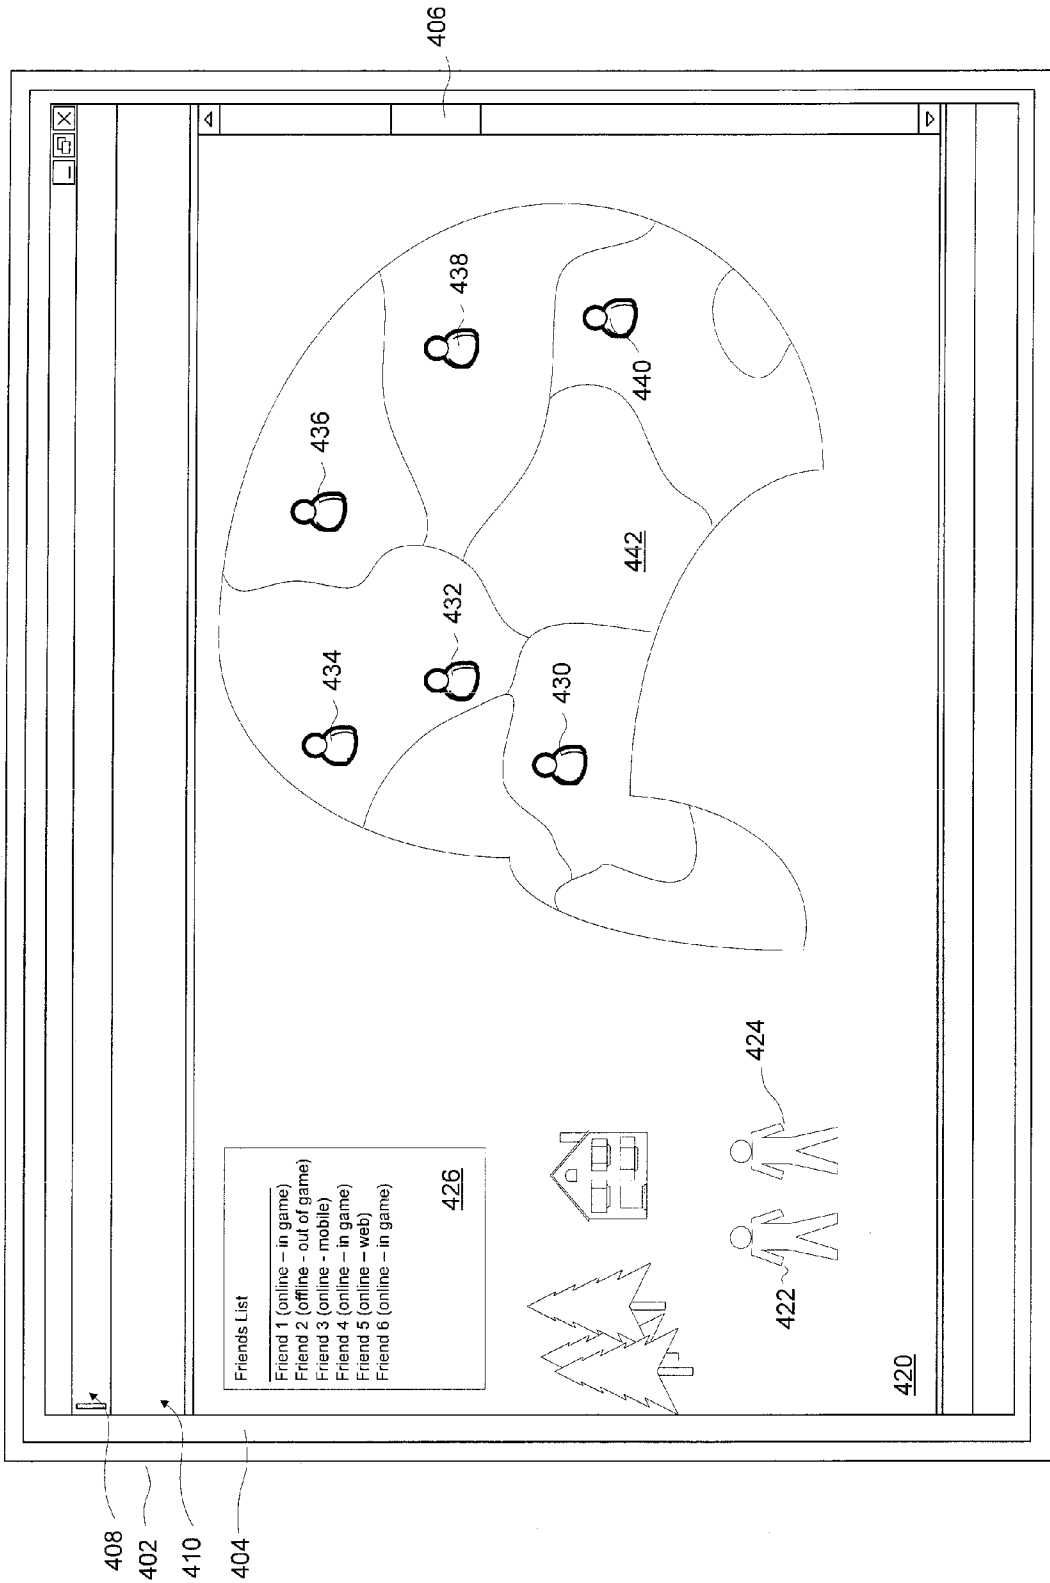 408
402
410
404
406
Friends List
Friend 1 (online – in game)
Friend 2 (offline - out of game)
Friend 3 (online - mobile)
Friend 4 (online – in game)
Friend 5 (online – web)
Friend 6 (online – in game)
426
434
436
432
438
430
442
440
422
424
420